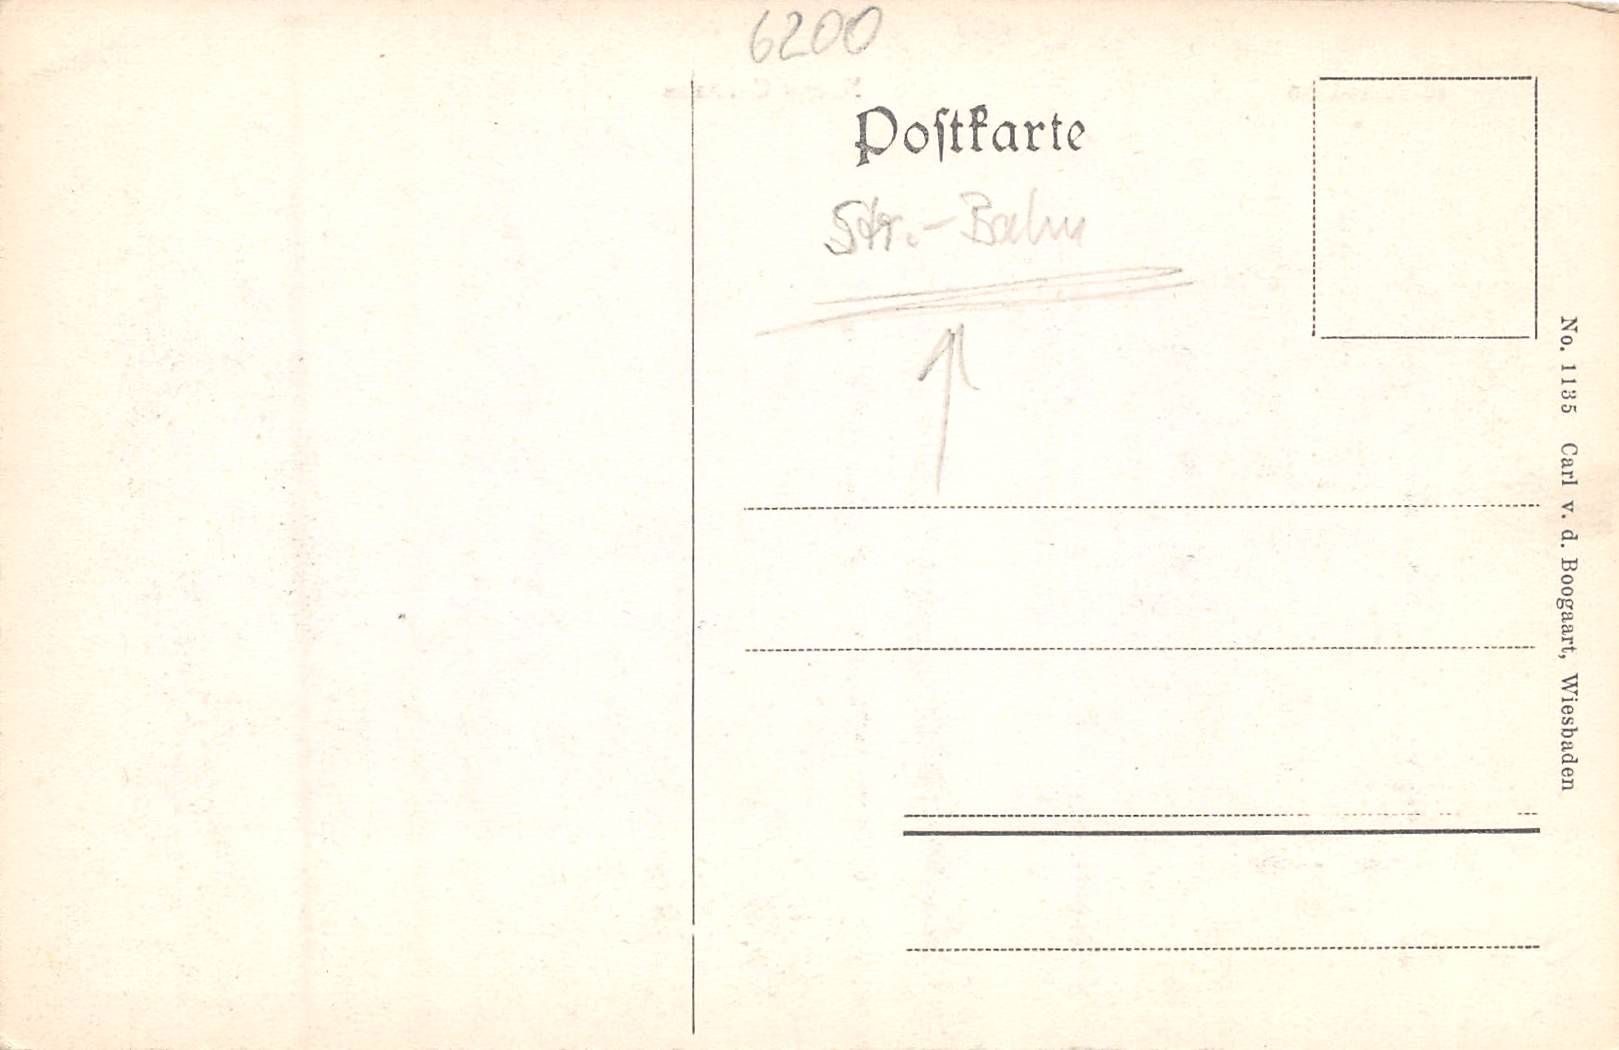 6200
Poſtkarte
Str.-Bahn
No. 1135 Carl v. d. Boogaart, Wiesbaden